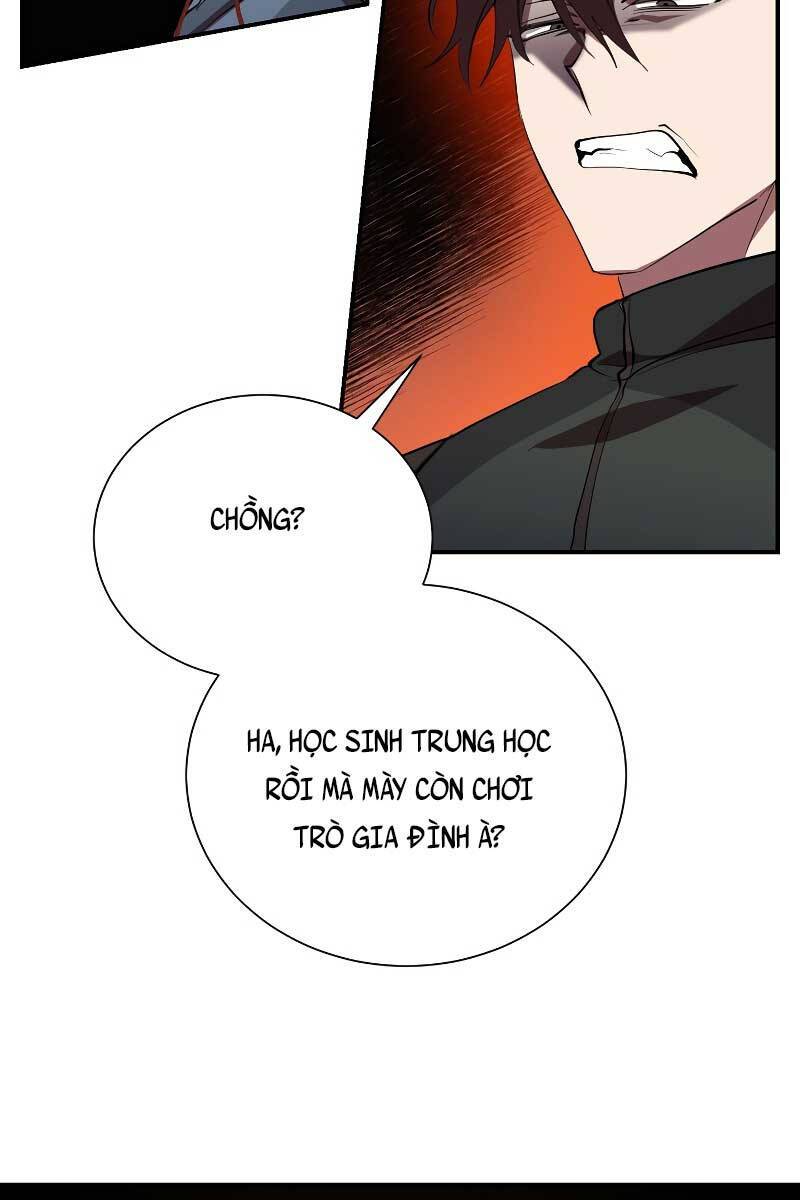 CHỒNG?
HA, HỌC SINH TRUNG HỌC
RỒI MÀ MÀY CÒN CHƠI
TRÒ GIA ĐÌNH À?